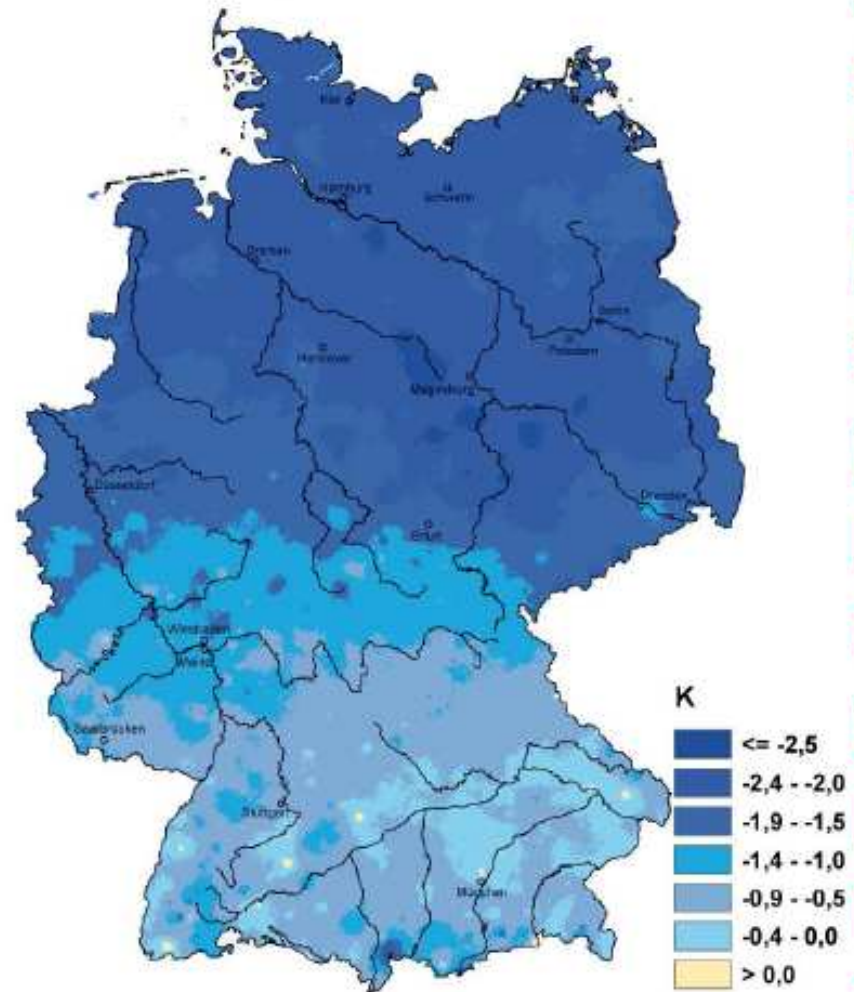 Kiel
Hamburg
Schwerin
Bremen
Berlin
Hannover
Potsdam
Magdeburg
Düsseldorf
Dresden
Erfurt
Wiesbaden
Mainz
K
Saarbrücken
<= -2,5
-2,4 - -2,0
-1,9 - -1,5
Stuttgart
-1,4 - -1,0
München
-0,9 - -0,5
-0,4 - 0,0
> 0,0